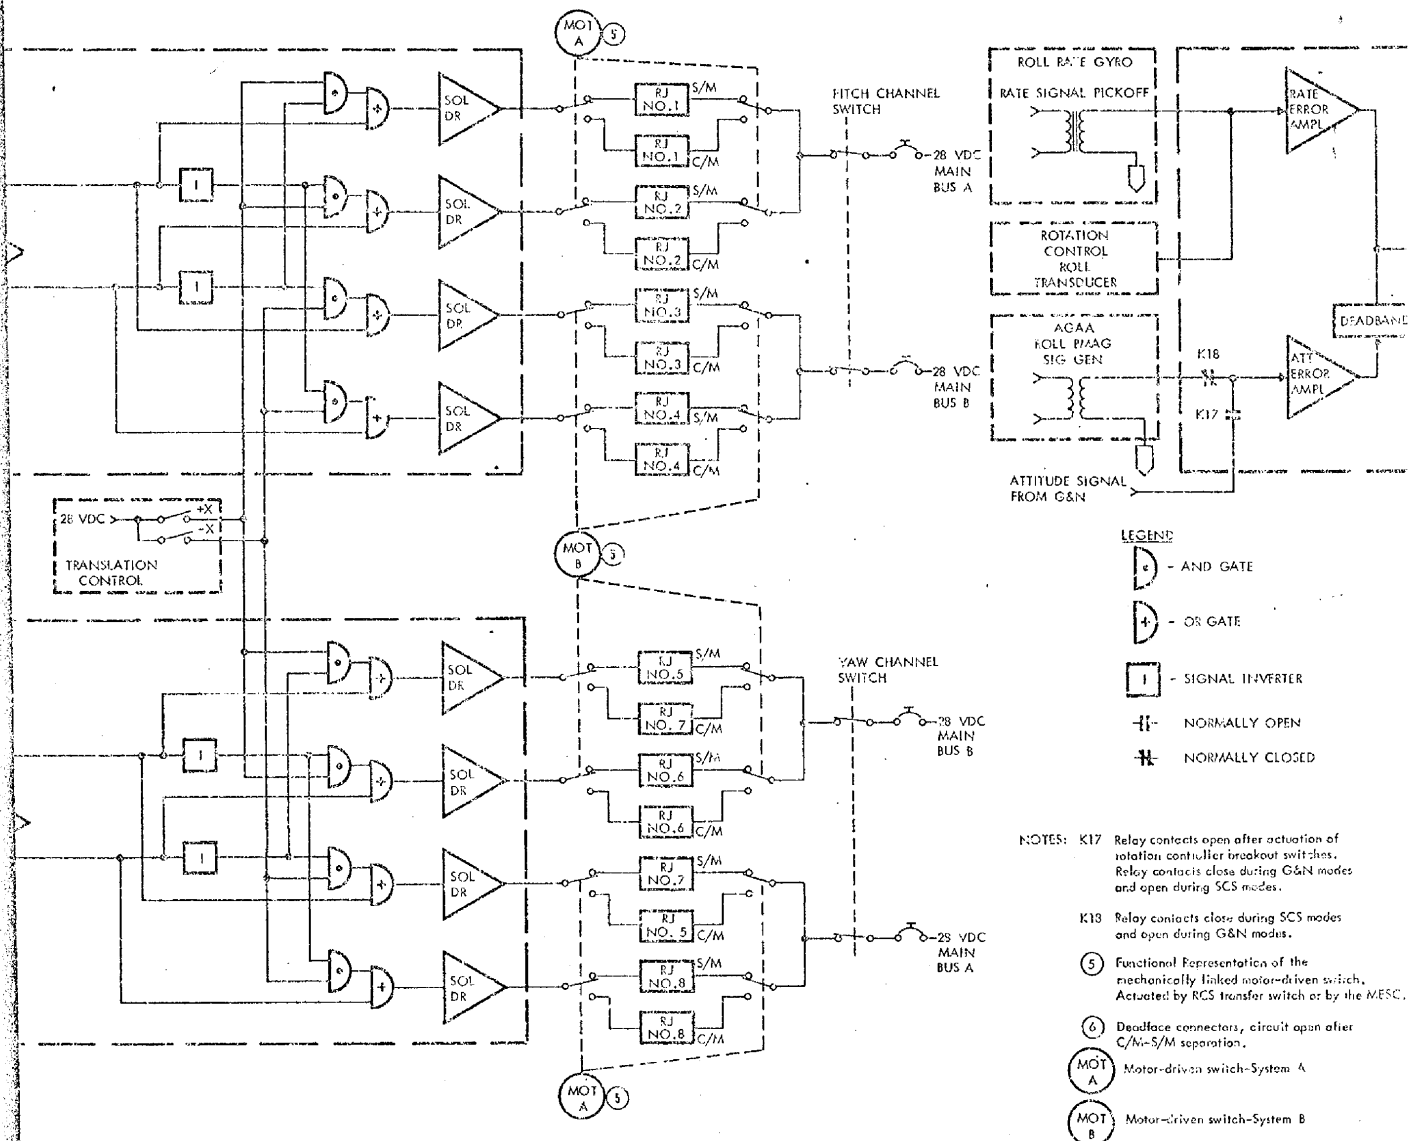 MOT
A
5
SOL
DR
RJ
NO.1
S/M
RJ
NO.1
C/M
SOL
DR
RJ
NO.2
S/M
RJ
NO.2
C/M
SOL
DR
RJ
NO.3
S/M
RJ
NO.3
C/M
SOL
DR
RJ
NO.4
S/M
RJ
NO.4
C/M
I
I
PITCH CHANNEL
SWITCH
28 VDC
MAIN
BUS A
28 VDC
MAIN
BUS B
ROLL RATE GYRO
RATE SIGNAL PICKOFF
ROTATION
CONTROL
ROLL
TRANSDUCER
AGAA
ROLL BMAG
SIG GEN
ATTITUDE SIGNAL
FROM G&N
K18
K17
RATE
ERROR
AMPL
DEADBAND
ATT
ERROR
AMPL
28 VDC
+X
-X
TRANSLATION
CONTROL
MOT
B
5
SOL
DR
RJ
NO.5
S/M
RJ
NO.7
C/M
SOL
DR
RJ
NO.6
S/M
RJ
NO.6
C/M
SOL
DR
RJ
NO.7
S/M
RJ
NO.5
C/M
SOL
DR
RJ
NO.8
S/M
RJ
NO.8
C/M
I
I
YAW CHANNEL
SWITCH
28 VDC
MAIN
BUS B
28 VDC
MAIN
BUS A
MOT
A
5
LEGEND
- AND GATE
+ - OR GATE
I - SIGNAL INVERTER
NORMALLY OPEN
NORMALLY CLOSED
NOTES: K17 Relay contacts open after actuation of
rotation controller breakout switches.
Relay contacts close during G&N modes
and open during SCS modes.
K18 Relay contacts close during SCS modes
and open during G&N modes.
5 Functional Representation of the
mechanically linked motor-driven switch.
Actuated by RCS transfer switch or by the MESC.
6 Deadface connectors, circuit open after
C/M-S/M separation.
MOT
A
Motor-driven switch-System A
MOT
B
Motor-driven switch-System B